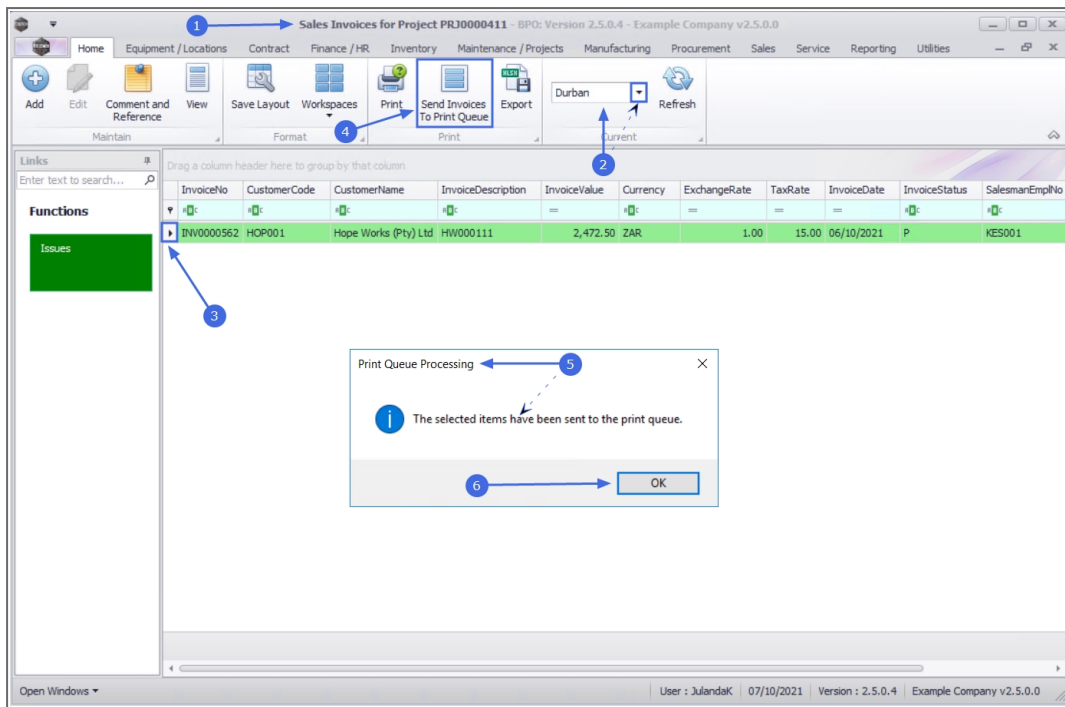 1
Sales Invoices for Project PRJ0000411 - BPO: Version 2.5.0.4 - Example Company v2.5.0.0
Home Equipment / Locations Contract Finance / HR Inventory Maintenance / Projects Manufacturing Procurement Sales Service Reporting Utilities
Add Edit Comment and Reference View Save Layout Workspaces Print Send Invoices To Print Queue Export Durban Refresh
4
Maintain Format Print Current
2
Links
Enter text to search...
Drag a column header here to group by that column
InvoiceNo CustomerCode CustomerName InvoiceDescription InvoiceValue Currency ExchangeRate TaxRate InvoiceDate InvoiceStatus SalesmanEmplNo
Functions
INV0000562 HOP001 Hope Works (Pty) Ltd HW000111 2,472.50 ZAR 1.00 15.00 06/10/2021 P KES001
Issues
3
Print Queue Processing
5
The selected items have been sent to the print queue.
6
OK
Open Windows
User : JulandaK 07/10/2021 Version : 2.5.0.4 Example Company v2.5.0.0